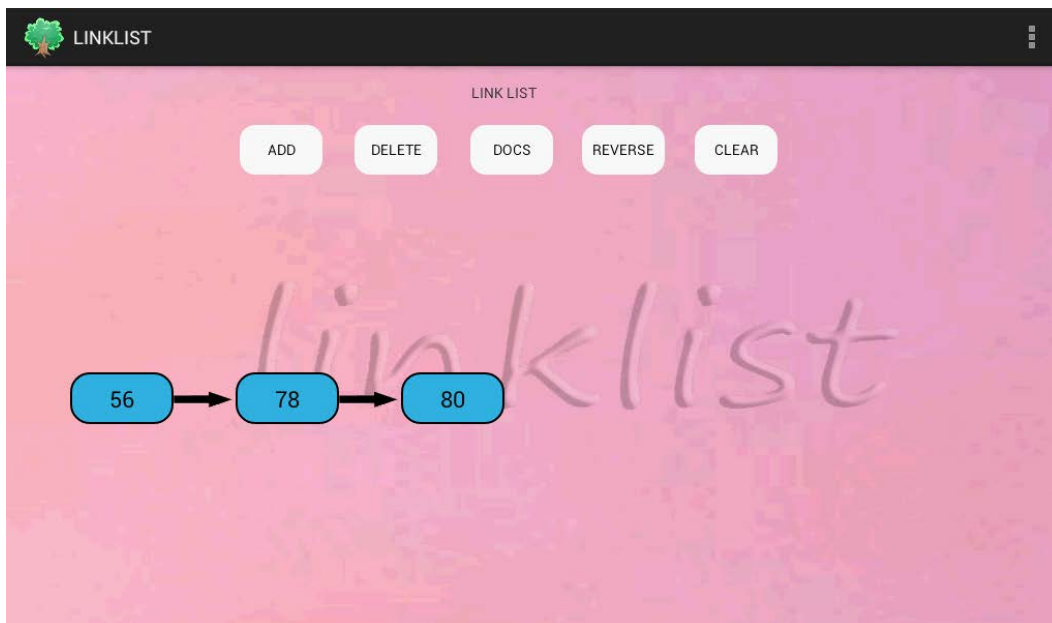 LINKLIST
LINK LIST
ADD DELETE DOCS REVERSE CLEAR
linklist
56 78 80